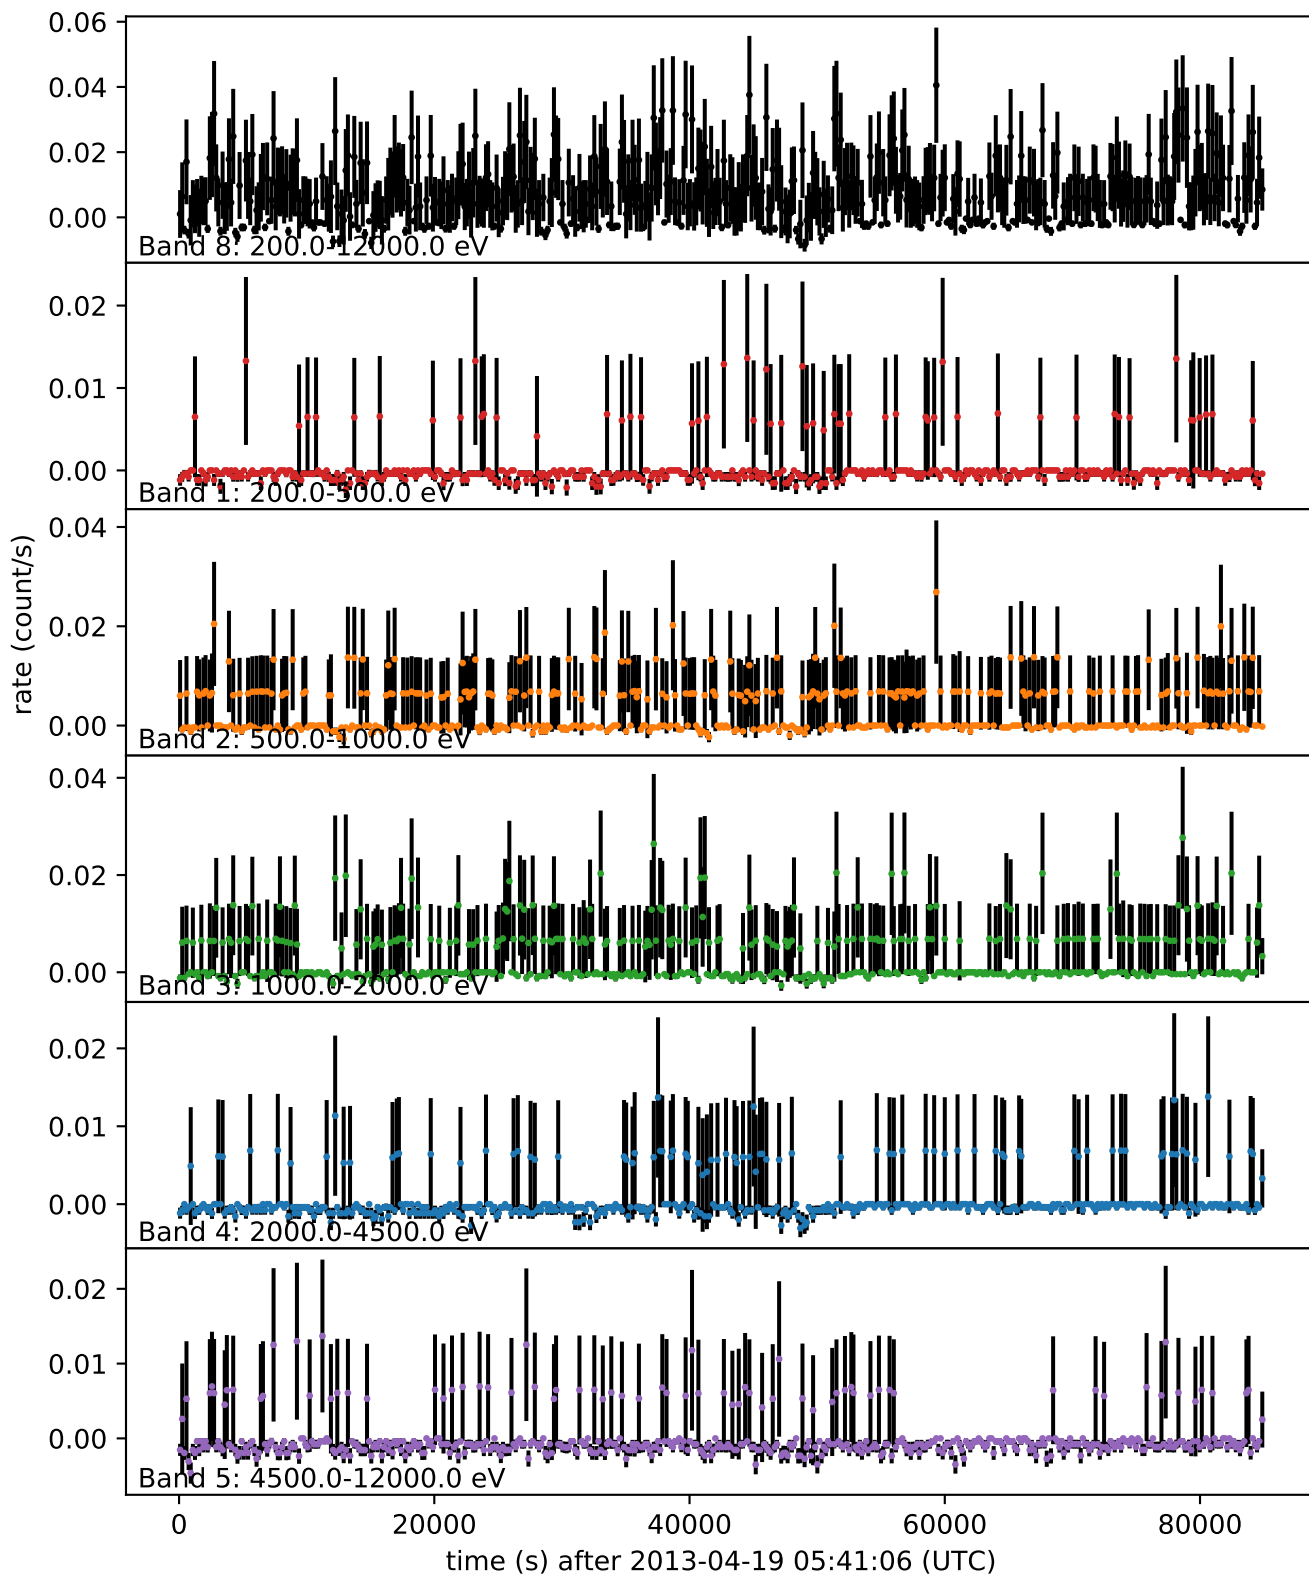 0.06
0.04
0.02
0.00
Band 8: 200.0-12000.0 eV
0.02
0.01
0.00
Band 1: 200.0-500.0 eV
rate (count/s)
0.04
0.02
0.00
Band 2: 500.0-1000.0 eV
0.04
0.02
0.00
Band 3: 1000.0-2000.0 eV
0.02
0.01
0.00
Band 4: 2000.0-4500.0 eV
0.02
0.01
0.00
Band 5: 4500.0-12000.0 eV
0 20000 40000 60000 80000
time (s) after 2013-04-19 05:41:06 (UTC)